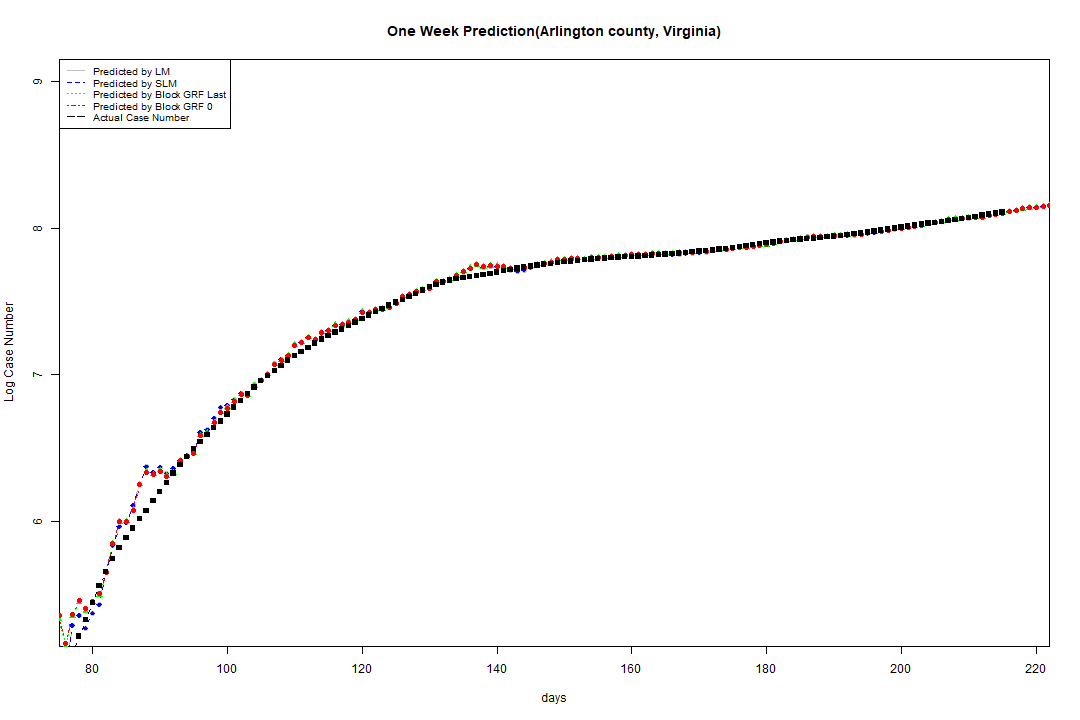 One Week Prediction(Arlington county, Virginia)
Predicted by LM
Predicted by SLM
Predicted by Block GRF Last
Predicted by Block GRF 0
Actual Case Number
9
8
7
6
Log Case Number
80 100 120 140 160 180 200 220
days